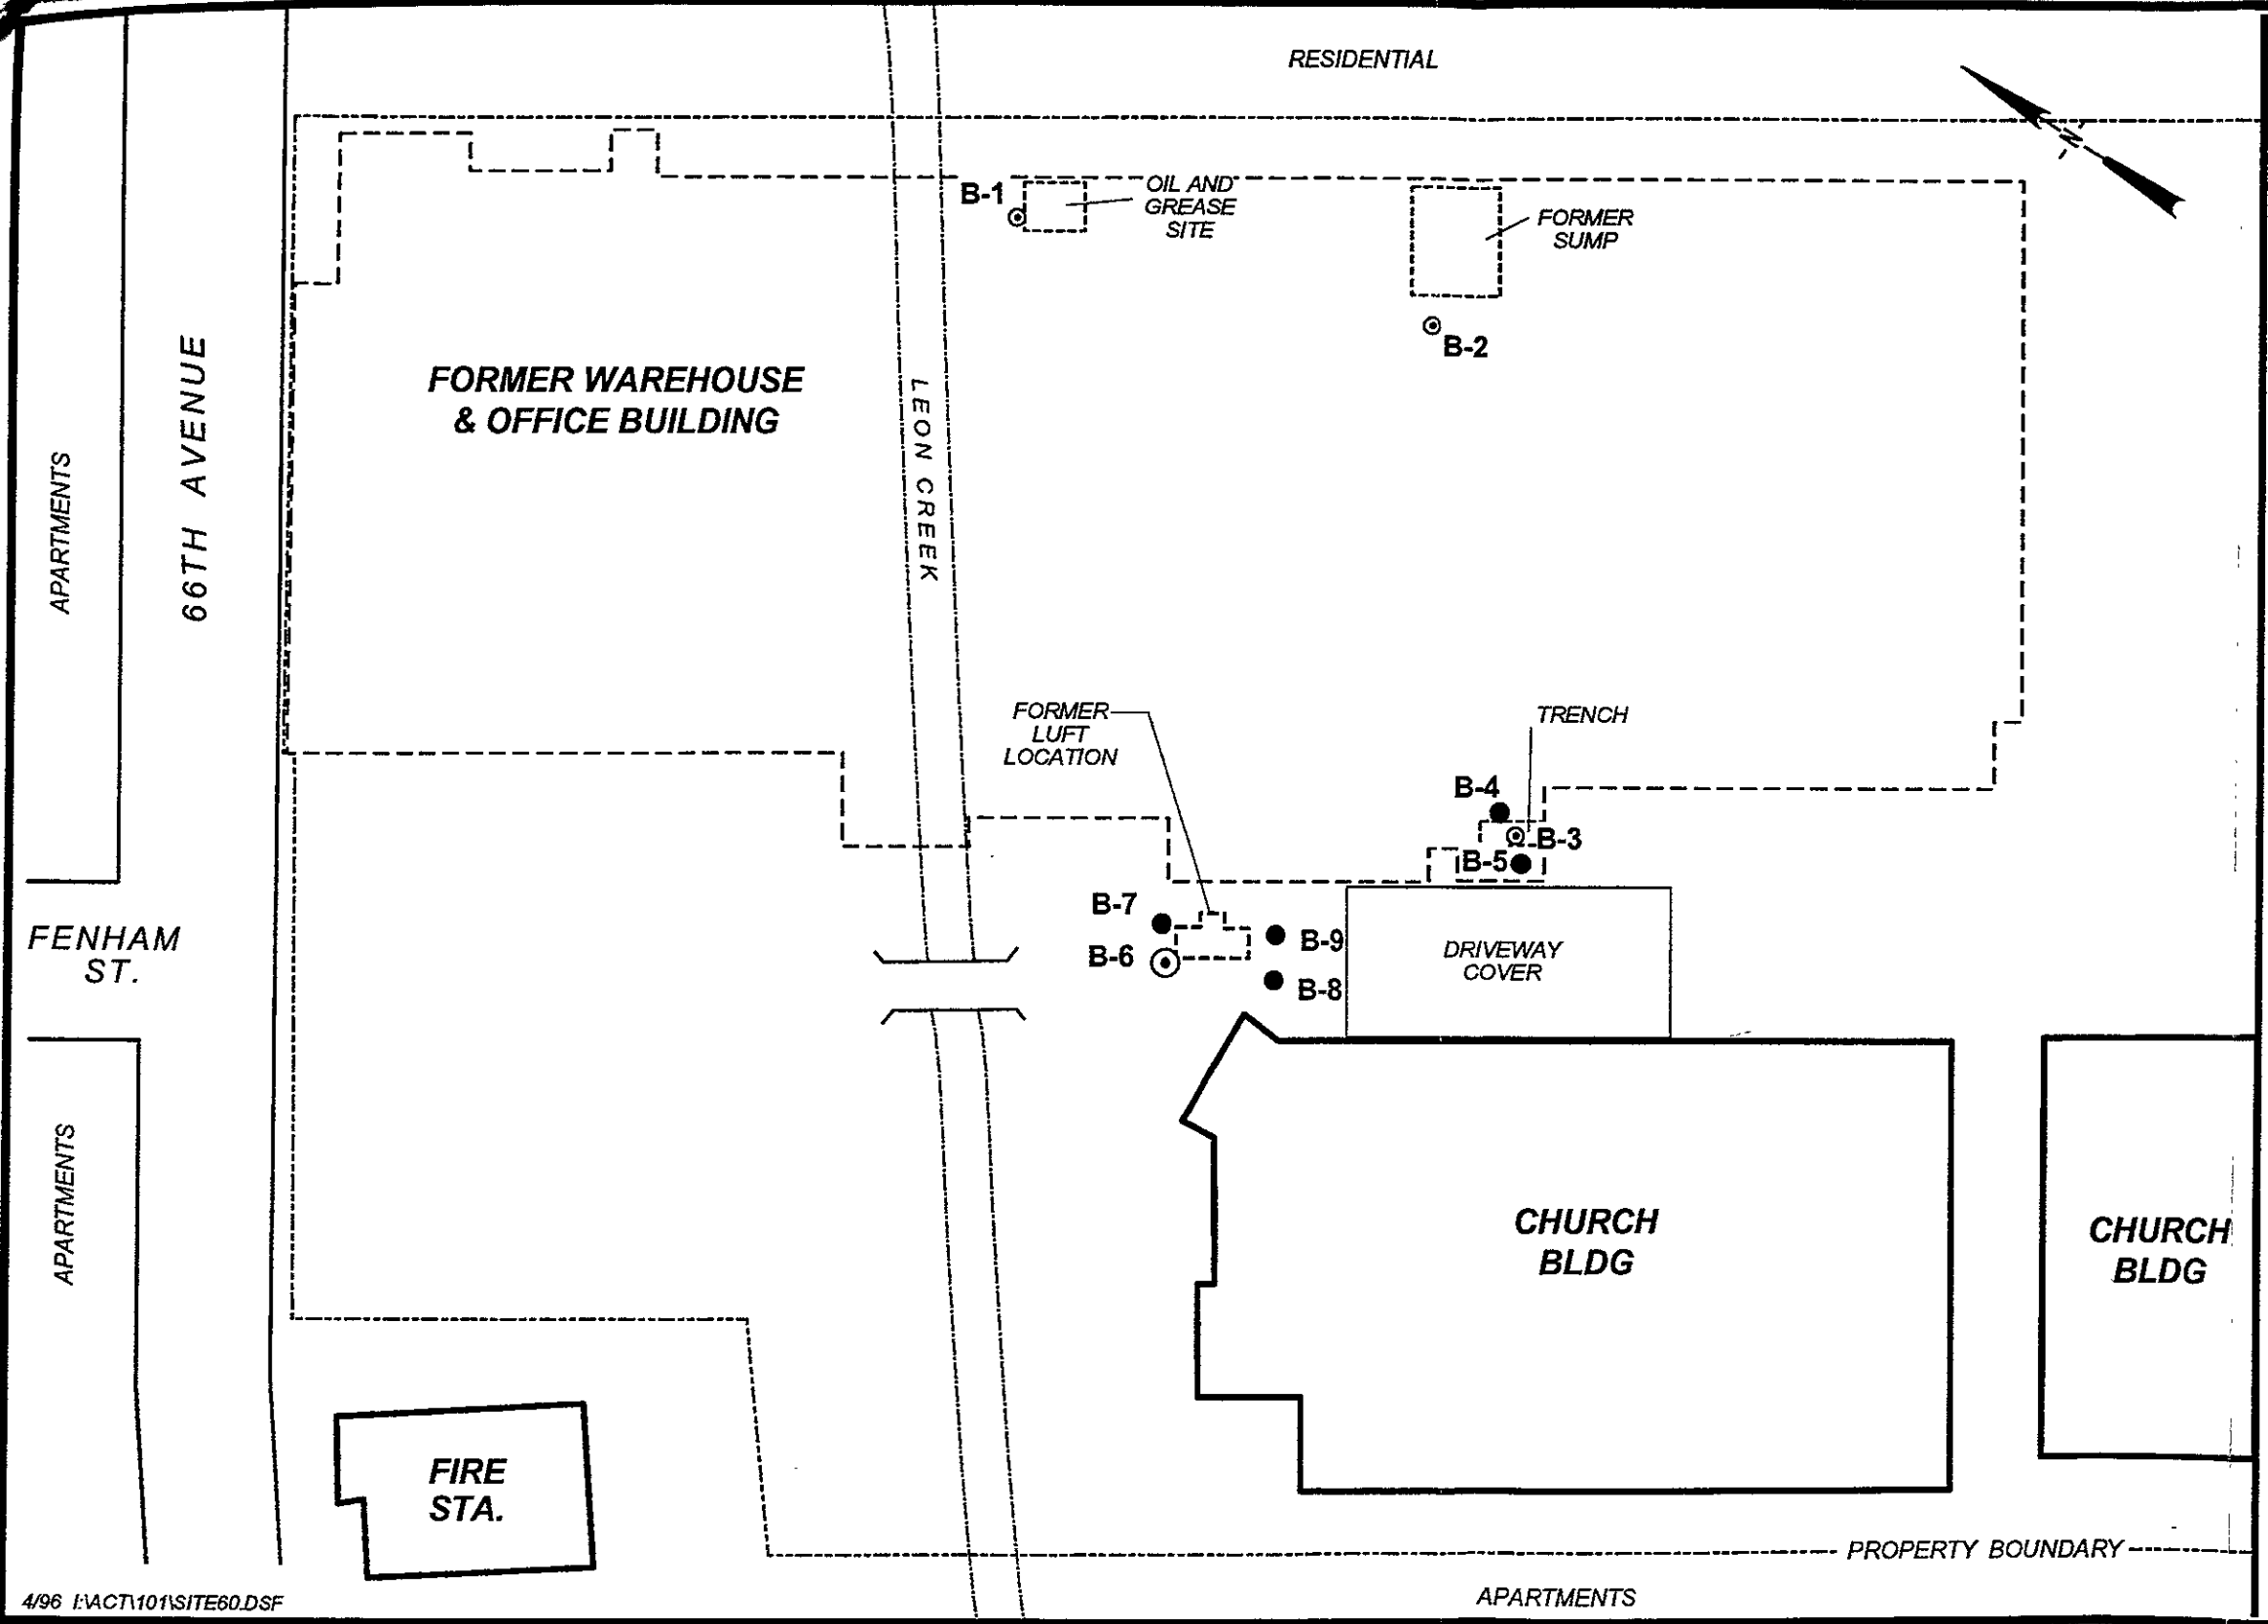 RESIDENTIAL
N
B-1
OIL AND
GREASE
SITE
FORMER
SUMP
B-2
FORMER WAREHOUSE
& OFFICE BUILDING
LEON CREEK
66TH AVENUE
APARTMENTS
FORMER
LUFT
LOCATION
TRENCH
B-4
B-3
B-5
B-7
B-6
B-9
B-8
DRIVEWAY
COVER
FENHAM
ST.
APARTMENTS
CHURCH
BLDG
CHURCH
BLDG
FIRE
STA.
PROPERTY BOUNDARY
APARTMENTS
4/96 I:\ACT\101\SITE60.DSF